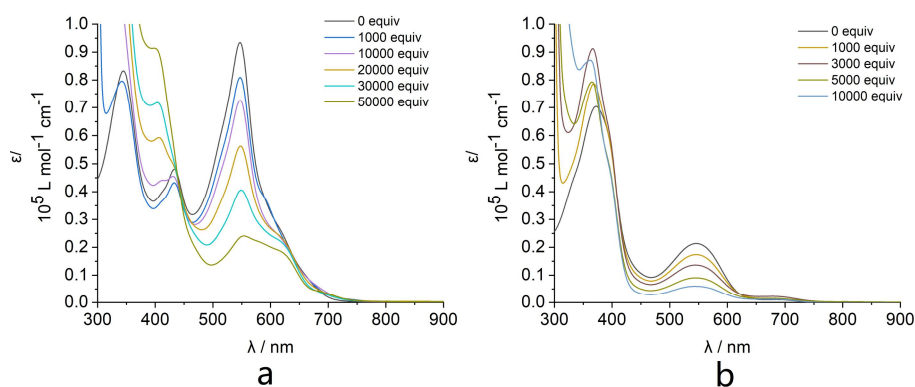 1.0
0.9
0.8
0.7
0.6
0.5
0.4
0.3
0.2
0.1
0.0
300 400 500 600 700 800 900
ε/
10⁵ L mol⁻¹ cm⁻¹
λ / nm
0 equiv
1000 equiv
10000 equiv
20000 equiv
30000 equiv
50000 equiv
a
1.0
0.9
0.8
0.7
0.6
0.5
0.4
0.3
0.2
0.1
0.0
300 400 500 600 700 800 900
ε/
10⁵ L mol⁻¹ cm⁻¹
λ / nm
0 equiv
1000 equiv
3000 equiv
5000 equiv
10000 equiv
b